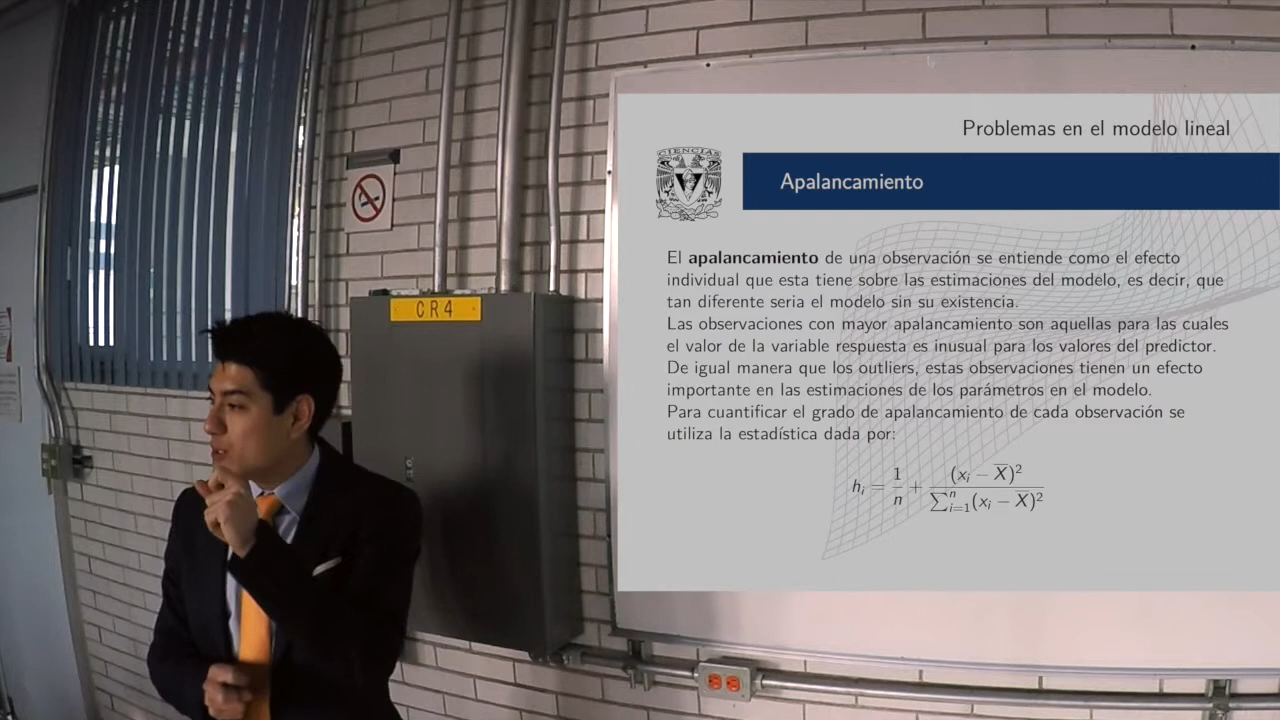 CR4
Problemas en el modelo lineal
CIENCIAS
Apalancamiento
El apalancamiento de una observación se entiende como el efecto
individual que esta tiene sobre las estimaciones del modelo, es decir, que
tan diferente seria el modelo sin su existencia.
Las observaciones con mayor apalancamiento son aquellas para las cuales
el valor de la variable respuesta es inusual para los valores del predictor.
De igual manera que los outliers, estas observaciones tienen un efecto
importante en las estimaciones de los parámetros en el modelo.
Para cuantificar el grado de apalancamiento de cada observación se
utiliza la estadística dada por:
h_i = 1/n + (x_i − X̅)² / ∑_{i=1}^{n}(x_i − X̅)²